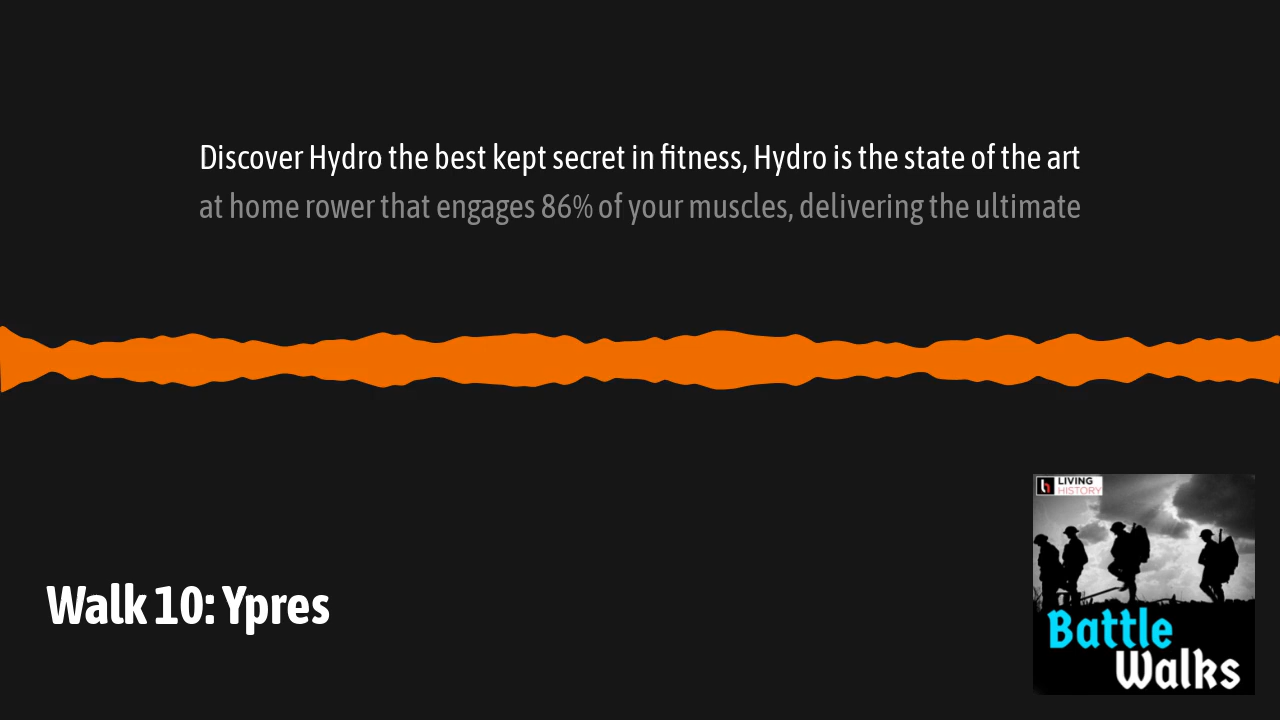 Discover Hydro the best kept secret in fitness, Hydro is the state of the art
at home rower that engages 86% of your muscles, delivering the ultimate
Walk 10: Ypres
LIVING
HISTORY
Battle
Walks